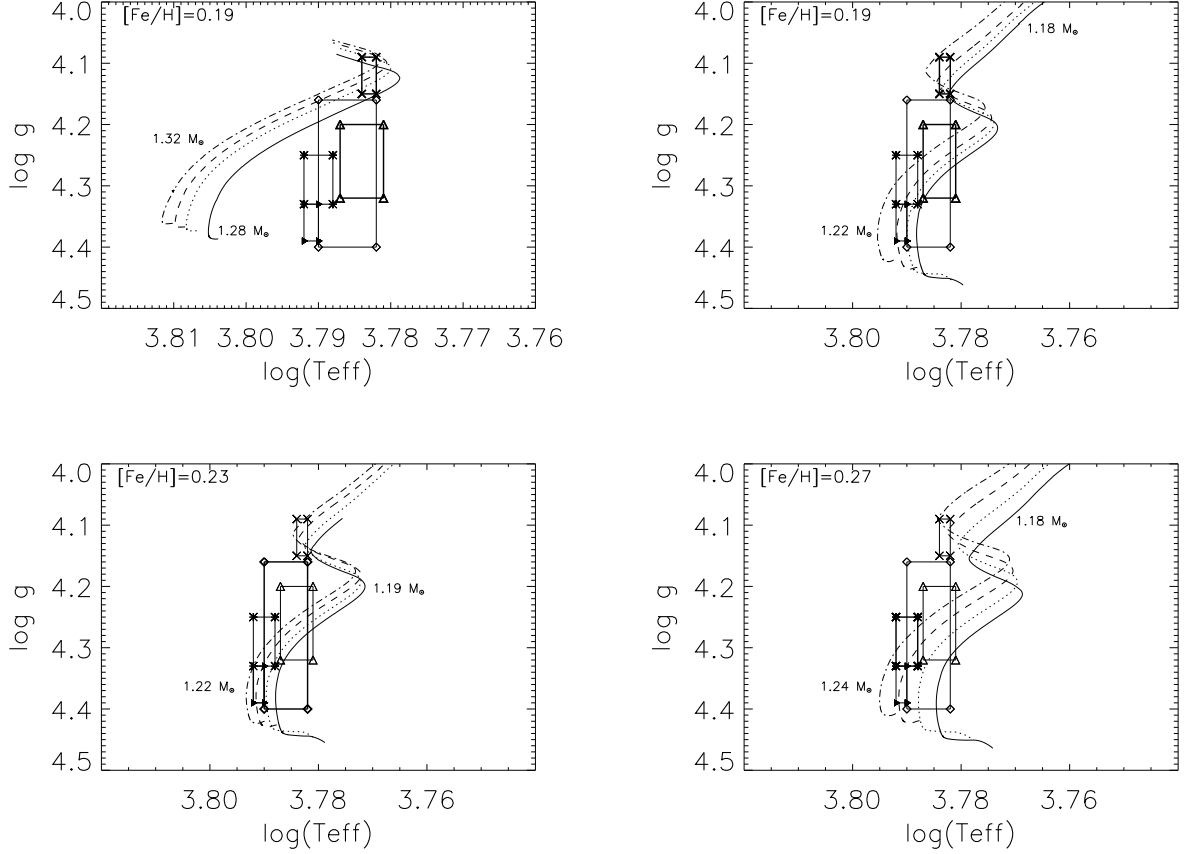 [Fe/H]=0.19
4.0
4.1
4.2
4.3
4.4
4.5
log g
1.32 M⊙
1.28 M⊙
3.81 3.80 3.79 3.78 3.77 3.76
log(Teff)
[Fe/H]=0.19
4.0
4.1
4.2
4.3
4.4
4.5
log g
1.18 M⊙
1.22 M⊙
3.80 3.78 3.76
log(Teff)
[Fe/H]=0.23
4.0
4.1
4.2
4.3
4.4
4.5
log g
1.19 M⊙
1.22 M⊙
3.80 3.78 3.76
log(Teff)
[Fe/H]=0.27
4.0
4.1
4.2
4.3
4.4
4.5
log g
1.18 M⊙
1.24 M⊙
3.80 3.78 3.76
log(Teff)